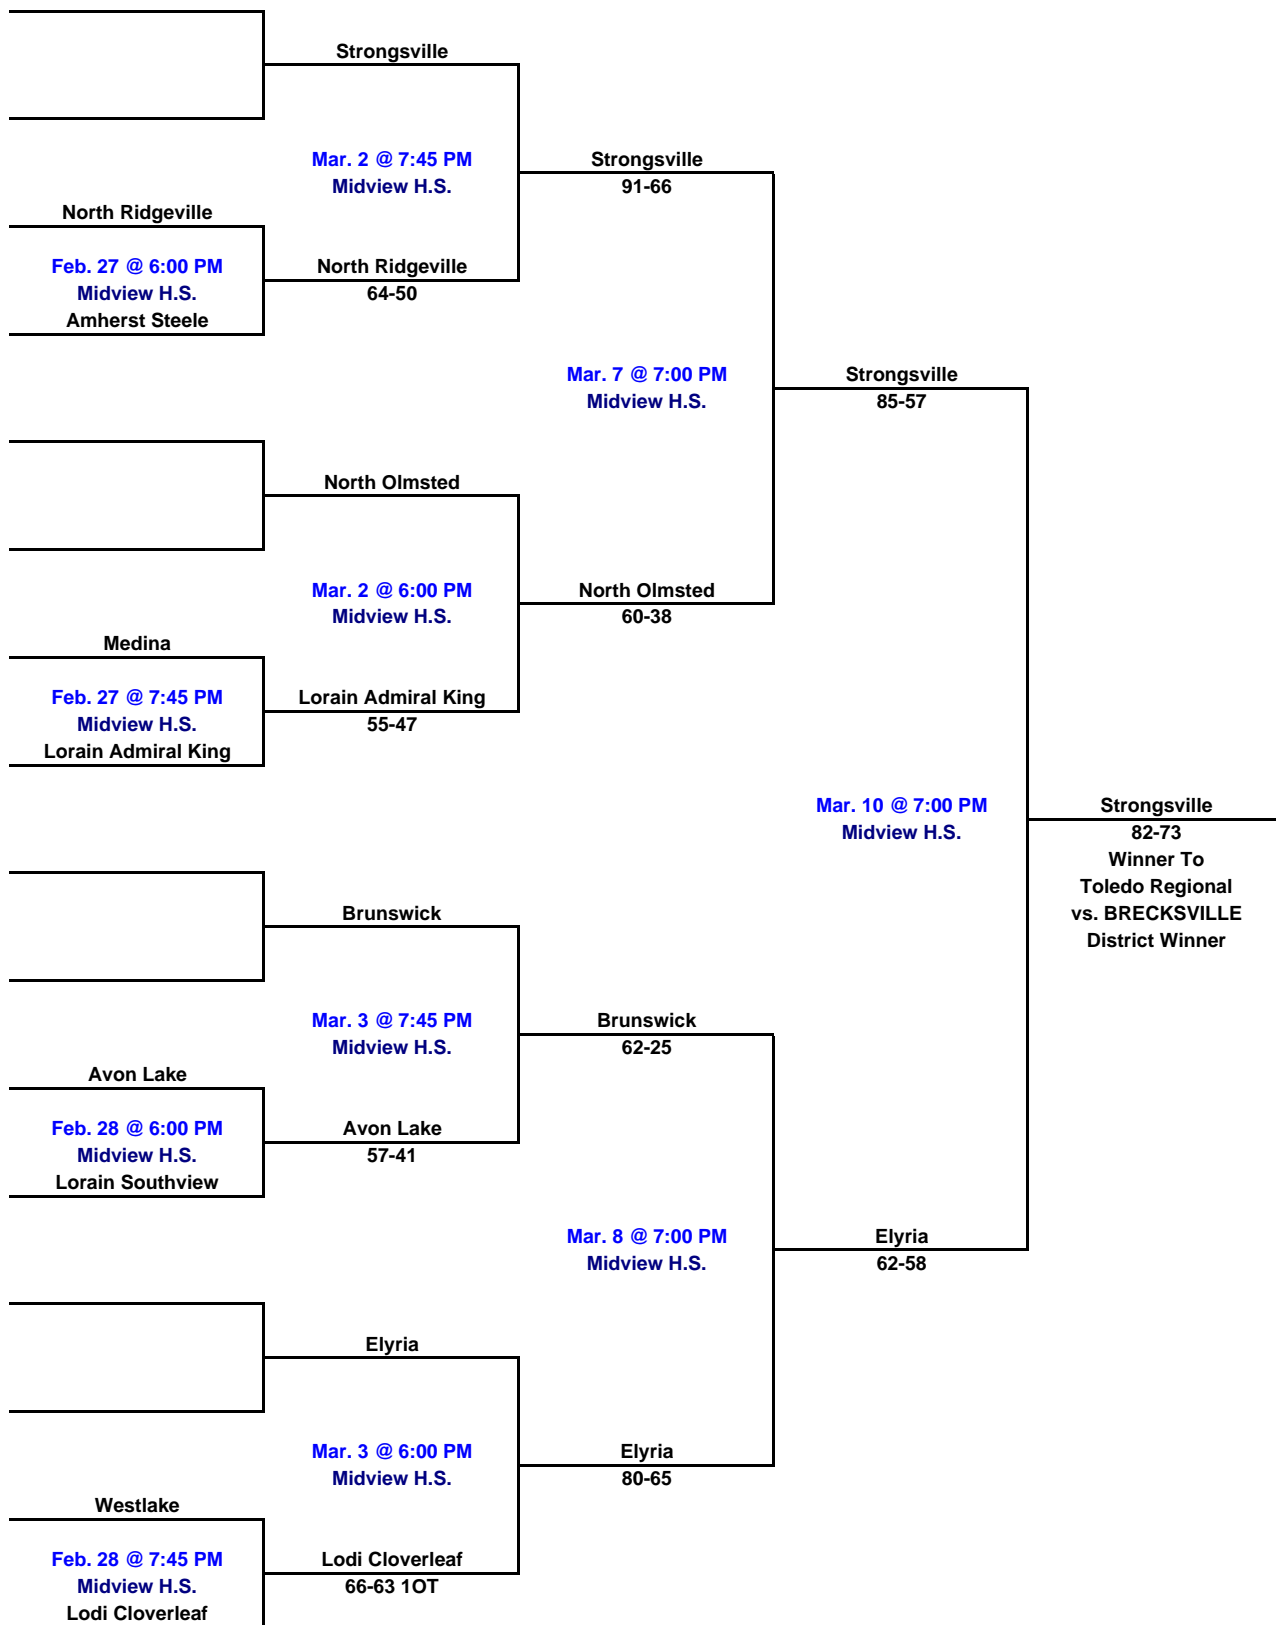 Strongsville
Mar. 2 @ 7:45 PM
Midview H.S.
Strongsville
91-66
North Ridgeville
Feb. 27 @ 6:00 PM
Midview H.S.
Amherst Steele
North Ridgeville
64-50
Mar. 7 @ 7:00 PM
Midview H.S.
Strongsville
85-57
North Olmsted
Mar. 2 @ 6:00 PM
Midview H.S.
North Olmsted
60-38
Medina
Feb. 27 @ 7:45 PM
Midview H.S.
Lorain Admiral King
Lorain Admiral King
55-47
Mar. 10 @ 7:00 PM
Midview H.S.
Strongsville
82-73
Winner To
Toledo Regional
vs. BRECKSVILLE
District Winner
Brunswick
Mar. 3 @ 7:45 PM
Midview H.S.
Brunswick
62-25
Avon Lake
Feb. 28 @ 6:00 PM
Midview H.S.
Lorain Southview
Avon Lake
57-41
Mar. 8 @ 7:00 PM
Midview H.S.
Elyria
62-58
Elyria
Mar. 3 @ 6:00 PM
Midview H.S.
Elyria
80-65
Westlake
Feb. 28 @ 7:45 PM
Midview H.S.
Lodi Cloverleaf
Lodi Cloverleaf
66-63 1OT